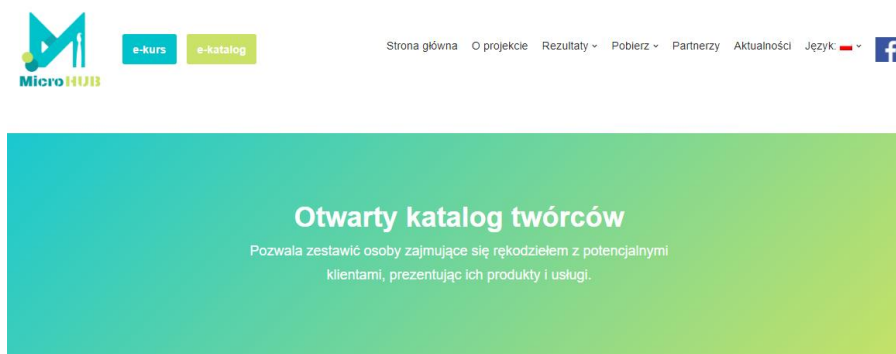 MicroHUB
e-kurs
e-katalog
Strona główna O projekcie Rezultaty Pobierz Partnerzy Aktualności Język:
Otwarty katalog twórców
Pozwala zestawić osoby zajmujące się rękodziełem z potencjalnymi
klientami, prezentując ich produkty i usługi.